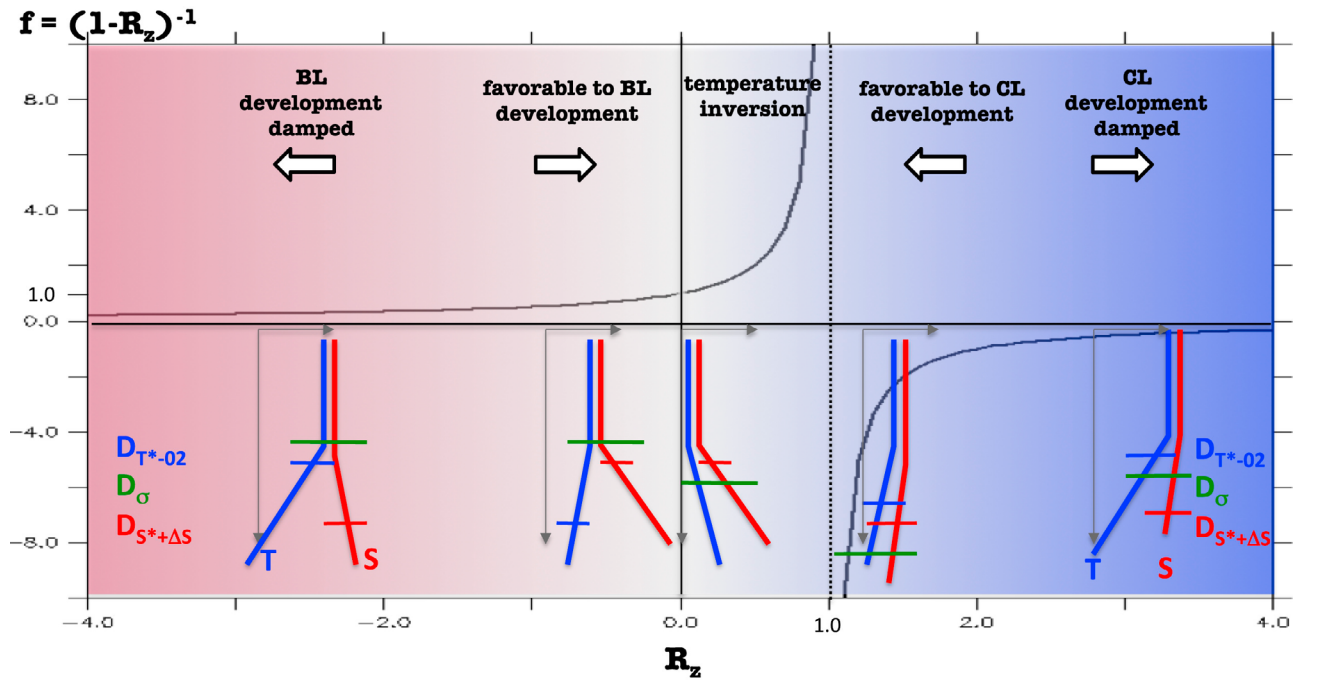 f = (1-Rz)-1
BL
development
damped
favorable to BL
development
temperature
inversion
favorable to CL
development
CL
development
damped
8.0
4.0
1.0
0.0
-4.0
-8.0
DT*-02
Dσ
DS*+ΔS
T
S
DT*-02
Dσ
DS*+ΔS
T
S
-4.0
-2.0
0.0
1.0
2.0
4.0
Rz